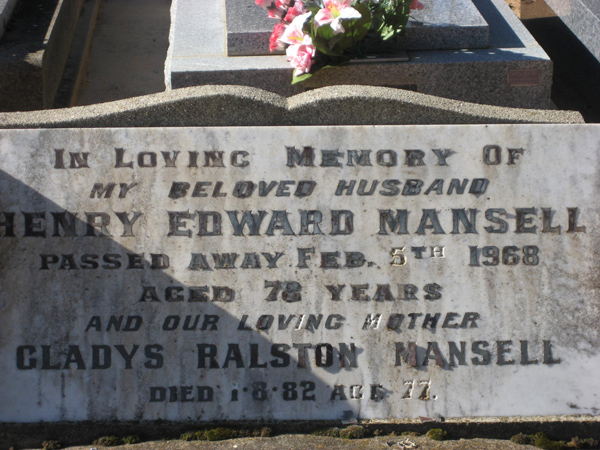 In Loving Memory Of
MY BELOVED HUSBAND
HENRY EDWARD MANSELL
PASSED AWAY FEB. 5TH 1968
AGED 78 YEARS
AND OUR LOVING MOTHER
GLADYS RALSTON MANSELL
DIED 1·8·82 AGE 77.